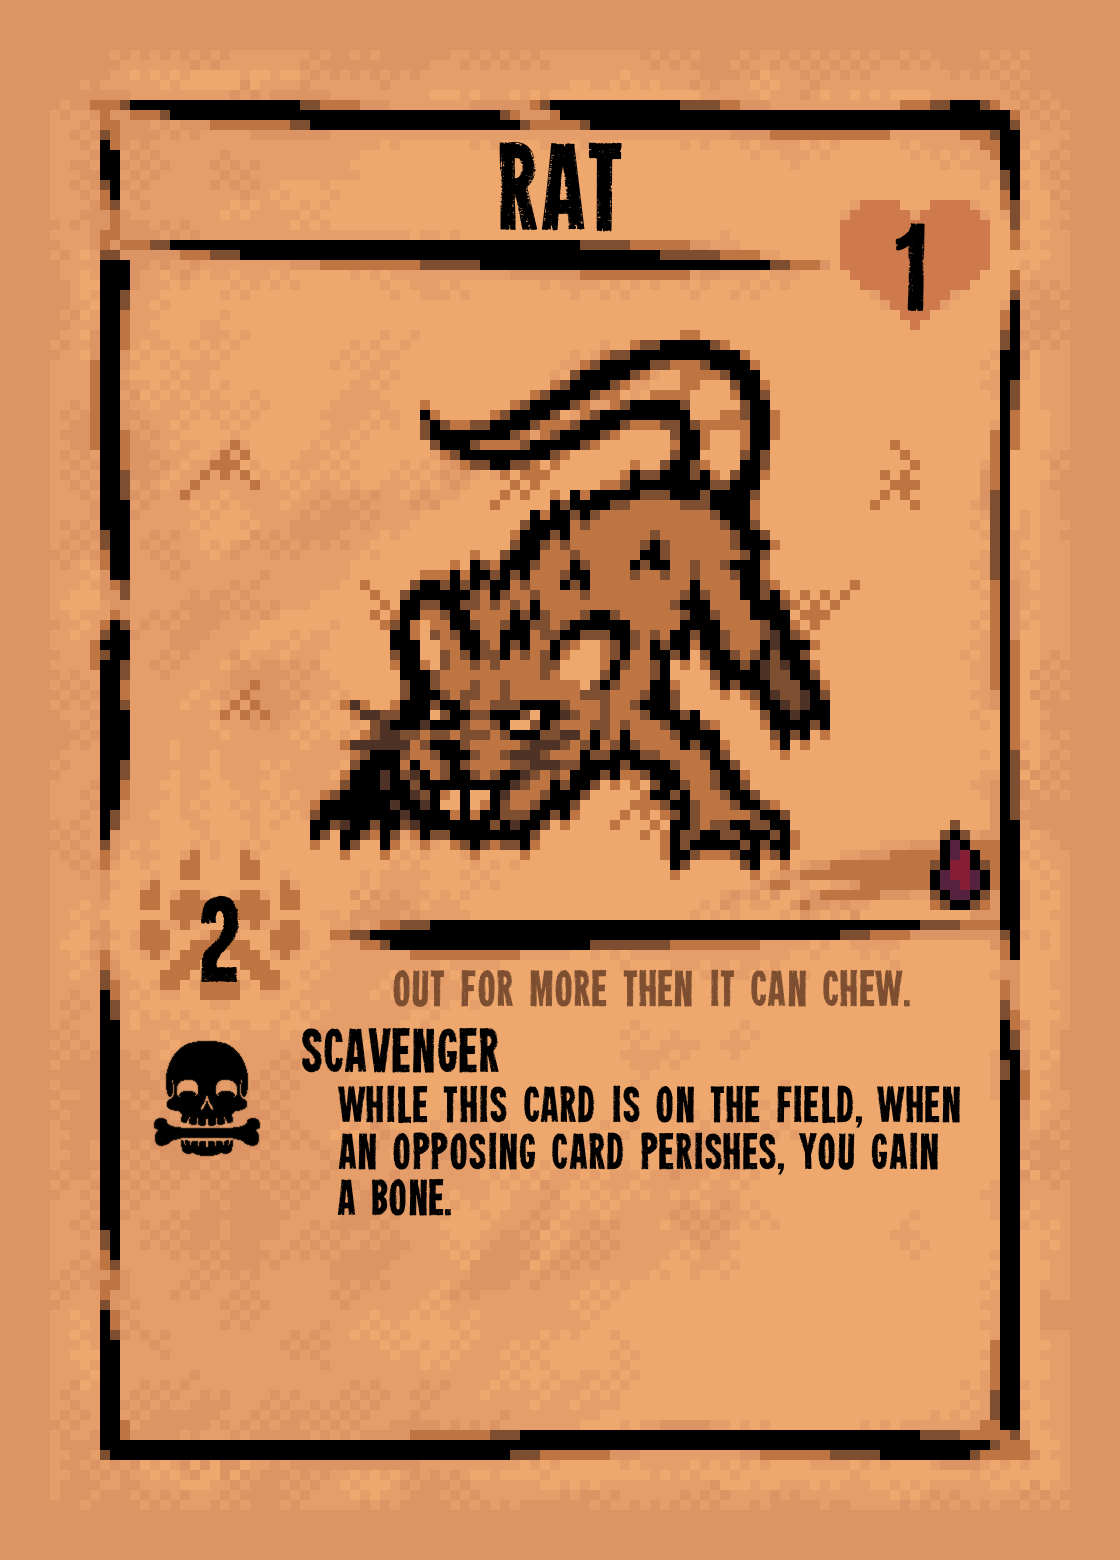 RAT
1
2
OUT FOR MORE THEN IT CAN CHEW.
SCAVENGER
WHILE THIS CARD IS ON THE FIELD, WHEN
AN OPPOSING CARD PERISHES, YOU GAIN
A BONE.